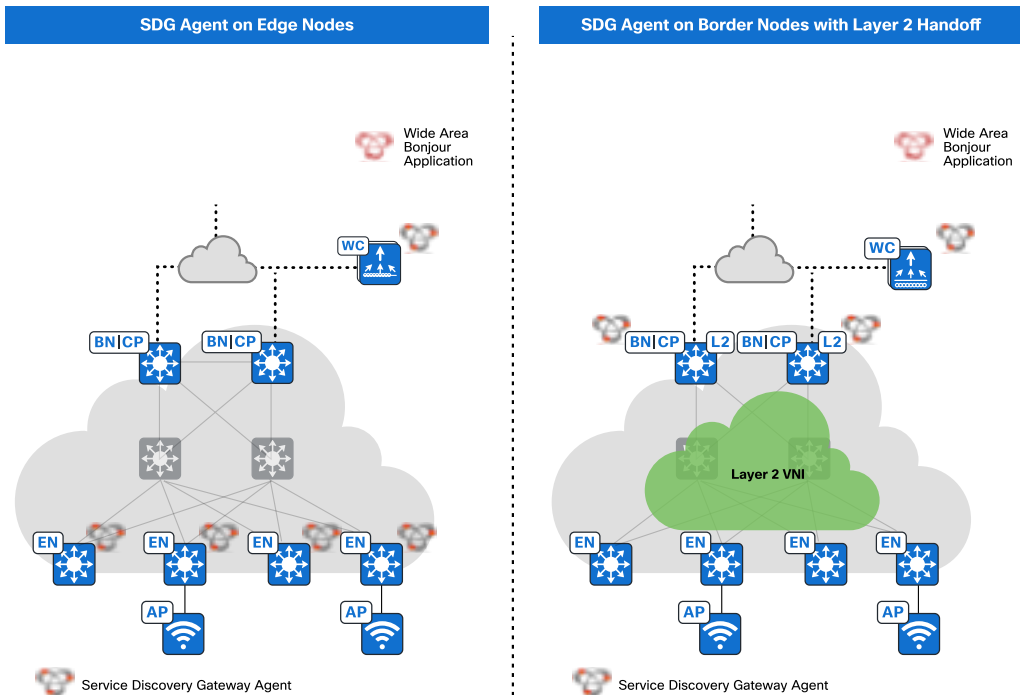 SDG Agent on Edge Nodes
Wide Area
Bonjour
Application
WC
BN|CP
BN|CP
EN
EN
EN
EN
AP
AP
Service Discovery Gateway Agent
SDG Agent on Border Nodes with Layer 2 Handoff
Wide Area
Bonjour
Application
WC
BN|CP
L2
BN|CP
L2
Layer 2 VNI
EN
EN
EN
EN
AP
AP
Service Discovery Gateway Agent